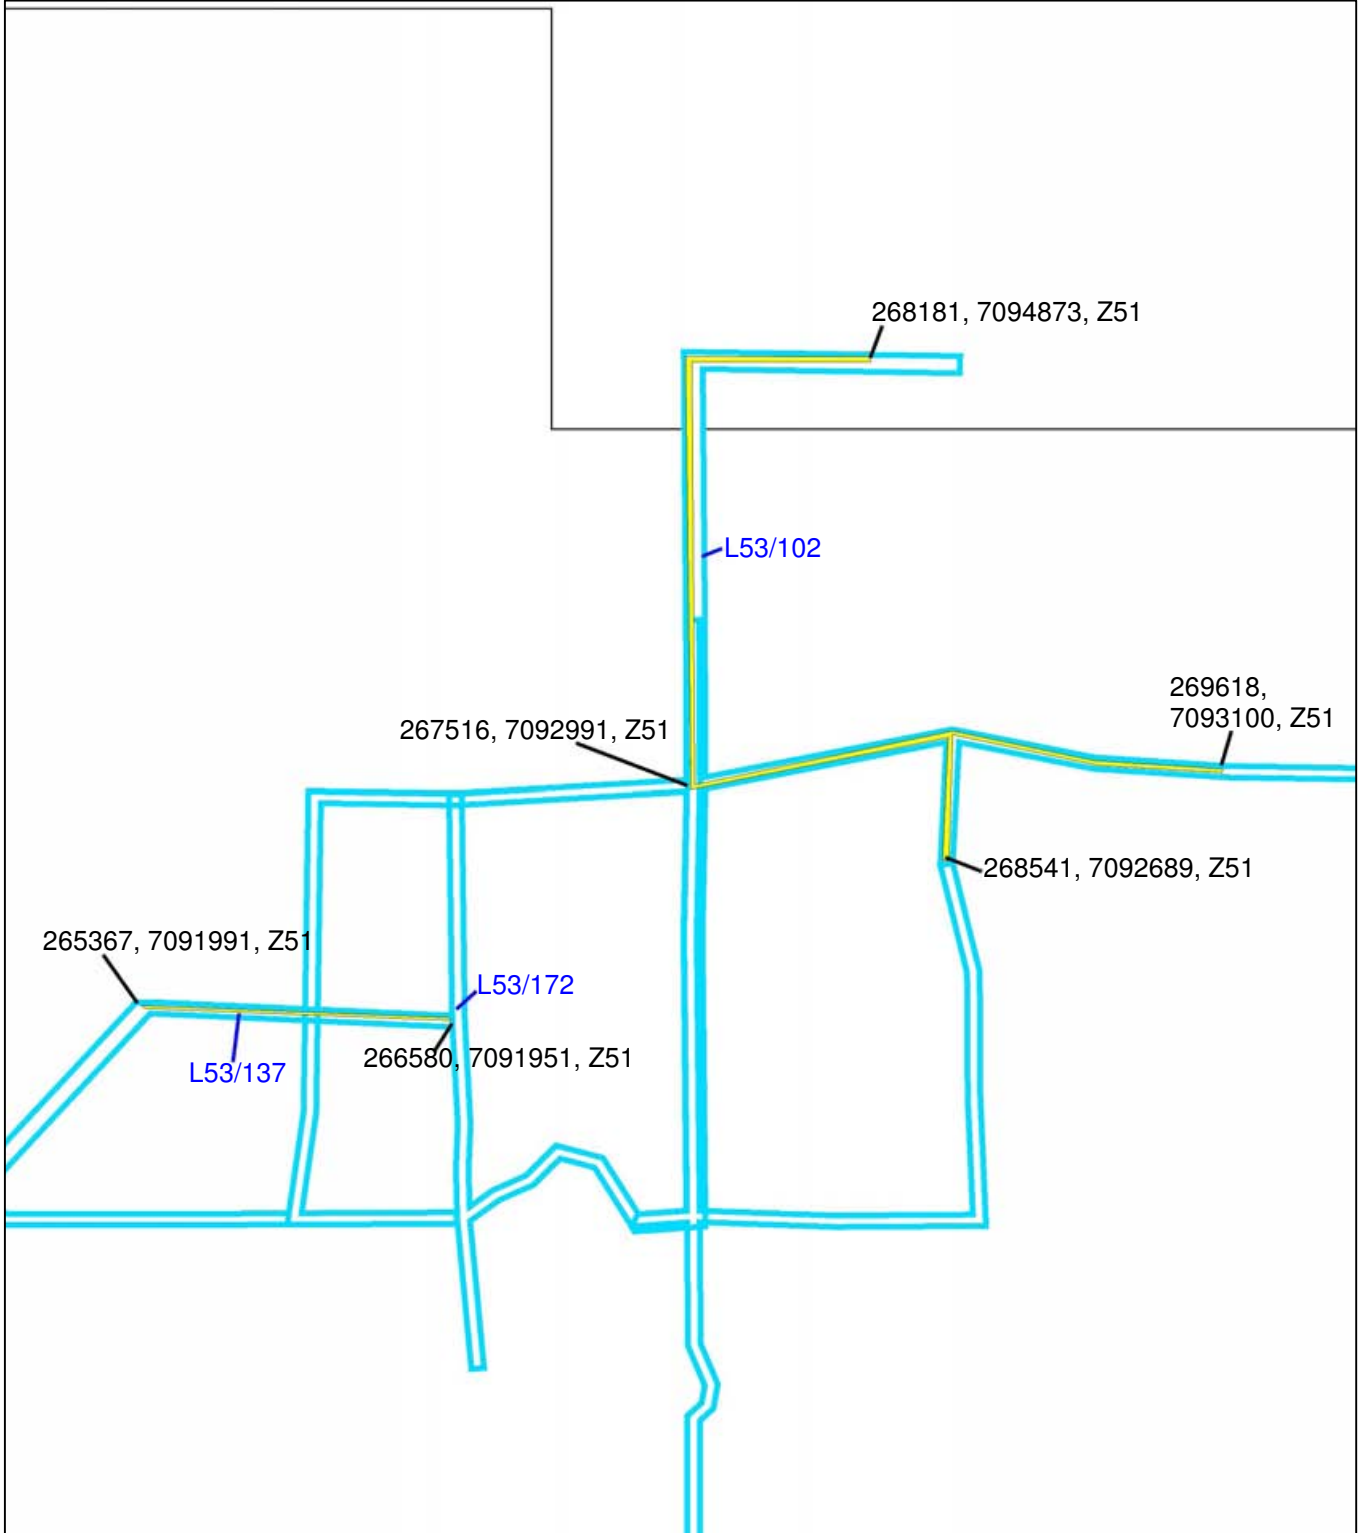 268181, 7094873, Z51
L53/102
269618,
7093100, Z51
267516, 7092991, Z51
268541, 7092689, Z51
265367, 7091991, Z51
L53/172
266580, 7091951, Z51
L53/137